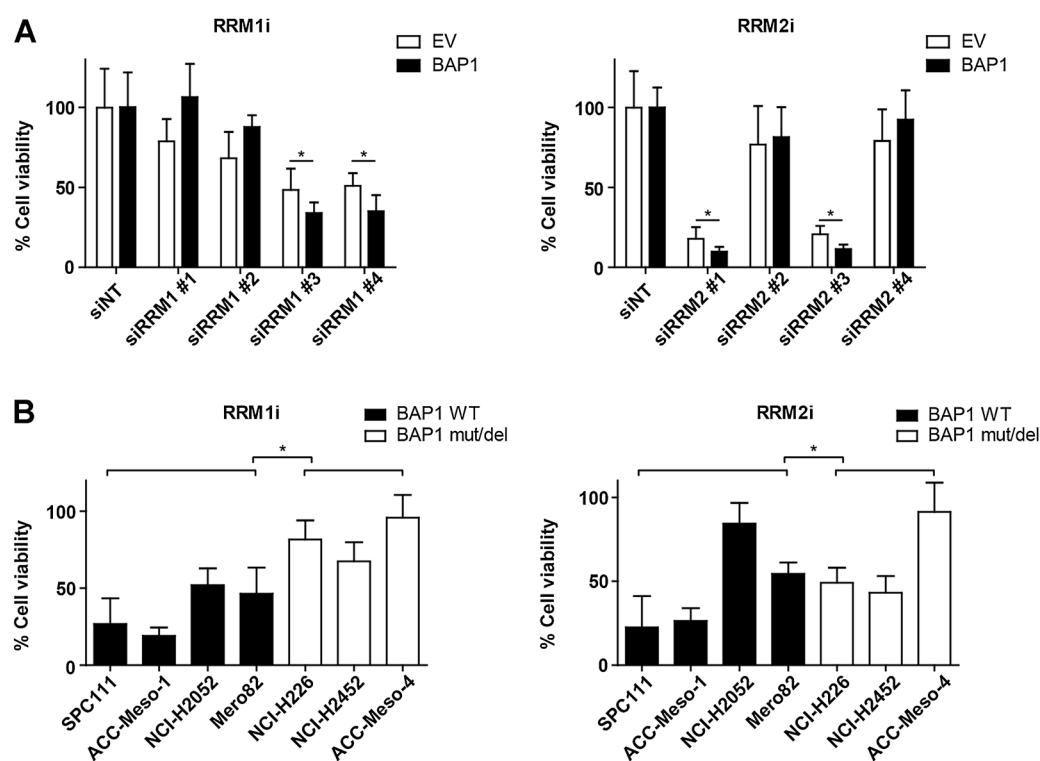 A
RRM1i
EV
BAP1
% Cell viability
100
50
0
*
*
siNT
siRRM1 #1
siRRM1 #2
siRRM1 #3
siRRM1 #4
RRM2i
EV
BAP1
% Cell viability
100
50
0
*
*
siNT
siRRM2 #1
siRRM2 #2
siRRM2 #3
siRRM2 #4
B
RRM1i
BAP1 WT
BAP1 mut/del
*
% Cell viability
100
50
0
SPC111
ACC-Meso-1
NCI-H2052
Mero82
NCI-H226
NCI-H2452
ACC-Meso-4
RRM2i
BAP1 WT
BAP1 mut/del
*
% Cell viability
100
50
0
SPC111
ACC-Meso-1
NCI-H2052
Mero82
NCI-H226
NCI-H2452
ACC-Meso-4